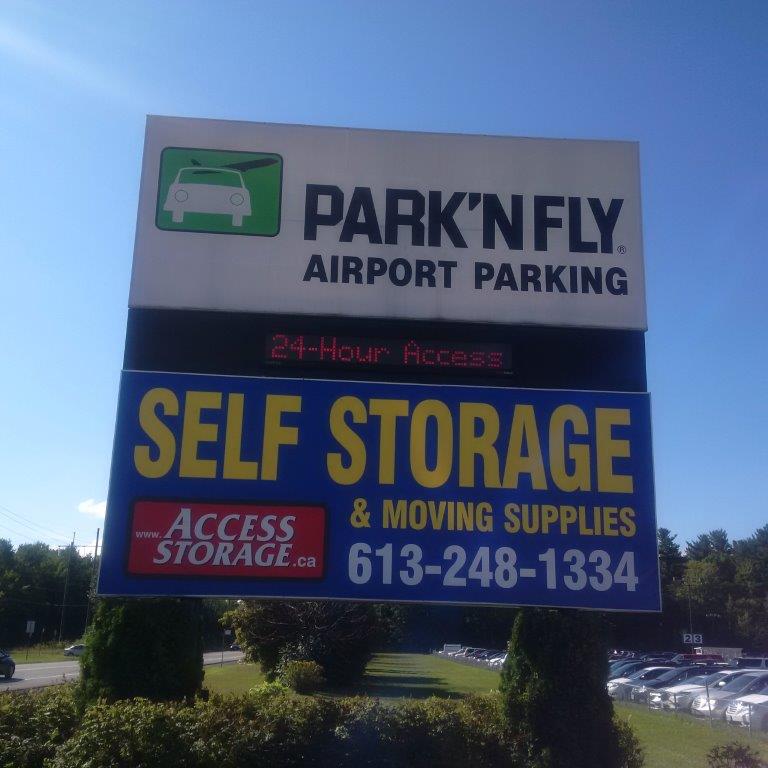 PARK'N FLY®
AIRPORT PARKING
24-Hour Access
SELF STORAGE
& MOVING SUPPLIES
www.ACCESS
STORAGE.ca
613-248-1334
23